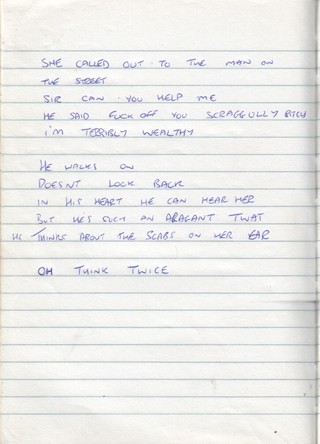 SHE CALLED OUT TO THE MAN ON
THE STREET
SIR CAN YOU HELP ME
HE SAID FUCK OFF YOU SCRAGGULLY BITCH
I'M TERRIBLY WEALTHY
HE WALKS ON
DOESNT LOOK BACK
IN HIS HEART HE CAN HEAR HER
BUT HES SUCH AN ARAGANT TWAT
HE THINKS ABOUT THE SCABS ON HER EAR
OH THINK TWICE